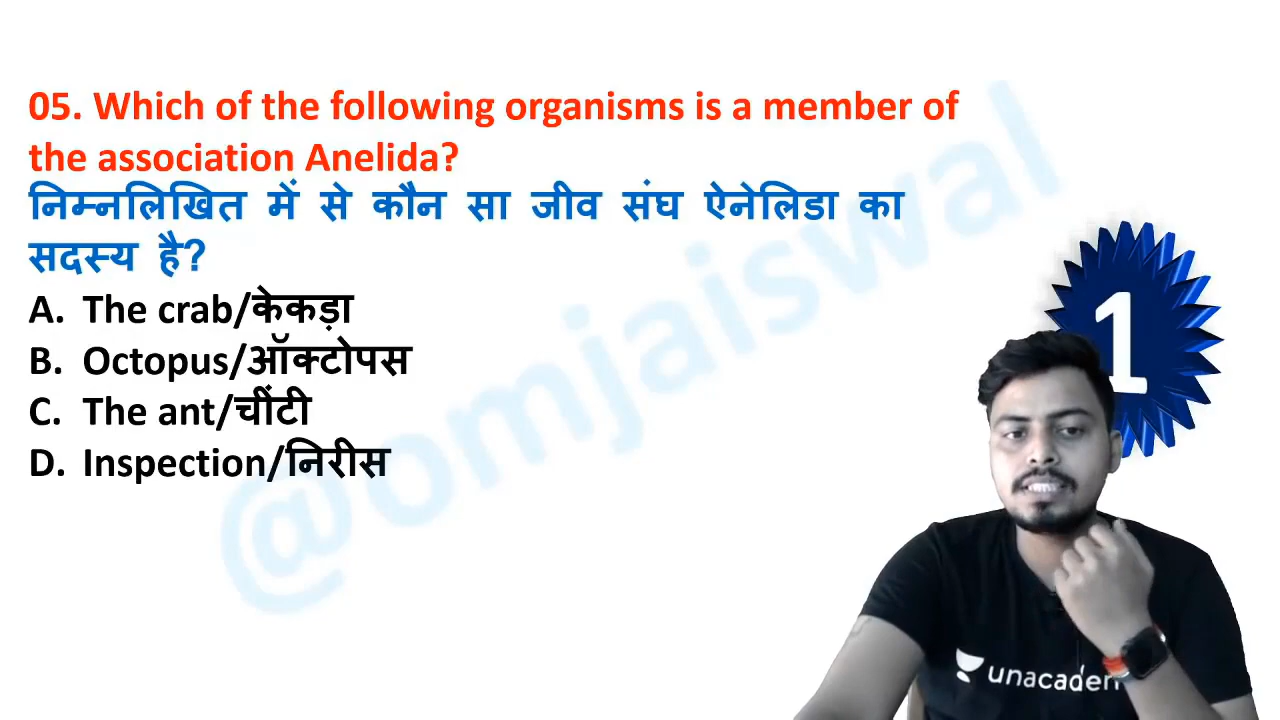 05. Which of the following organisms is a member of
the association Anelida?
निम्नलिखित में से कौन सा जीव संघ ऐनेलिडा का
सदस्य है?
A. The crab/केकड़ा
B. Octopus/ऑक्टोपस
C. The ant/चींटी
D. Inspection/निरीस
@omjaiswal
1
unacadem